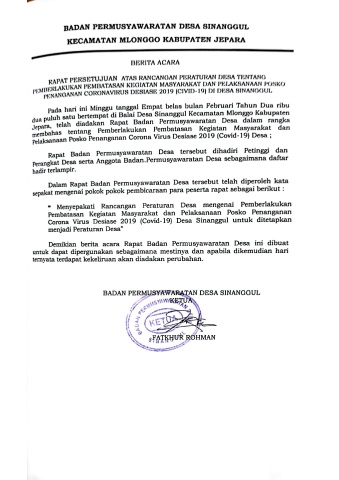 BADAN PERMUSYAWARATAN DESA SINANGGUL
KECAMATAN MLONGGO KABUPATEN JEPARA
BERITA ACARA
RAPAT PERSETUJUAN ATAS RANCANGAN PERATURAN DESA TENTANG
PEMBERLAKUKAN PEMBATASAN KEGIATAN MASYARAKAT DAN PELAKSANAAN POSKO
PENANGANAN CORONAVIRUS DESIASE 2019 (COVID-19) DI DESA SINANGGUL
Pada hari ini Minggu tanggal Empat belas bulan Februari Tahun Dua ribu
dua puluh satu bertempat di Balai Desa Sinanggul Kecamatan Mlonggo Kabupaten
Jepara, telah diadakan Rapat Badan Permusyawaratan Desa dalam rangka
membahas tentang Pemberlakukan Pembatasan Kegiatan Masyarakat dan
Pelaksanaan Posko Penanganan Corona Virus Desiase 2019 (Covid-19) Desa ;
Rapat Badan Permusyawaratan Desa tersebut dihadiri Petinggi dan
Perangkat Desa serta Anggota Badan.Permusyawaratan Desa sebagaimana daftar
hadir terlampir.
Dalam Rapat Badan Permusyawaratan Desa tersebut telah diperoleh kata
sepakat mengenai pokok pokok pembicaraan para peserta rapat sebagai berikut :
" Menyepakati Rancangan Peraturan Desa mengenai Pemberlakukan
Pembatasan Kegiatan Masyarakat dan Pelaksanaan Posko Penanganan
Corona Virus Desiase 2019 (Covid-19) Desa Sinanggul untuk ditetapkan
menjadi Peraturan Desa"
Demikian berita acara Rapat Badan Permusyawaratan Desa ini dibuat
untuk dapat dipergunakan sebagaimana mestinya dan apabila dikemudian hari
ternyata terdapat kekeliruan akan diadakan perubahan.
BADAN PERMUSYAWARATAN DESA SINANGGUL
KETUA
KETUA
FATKHUR ROHMAN